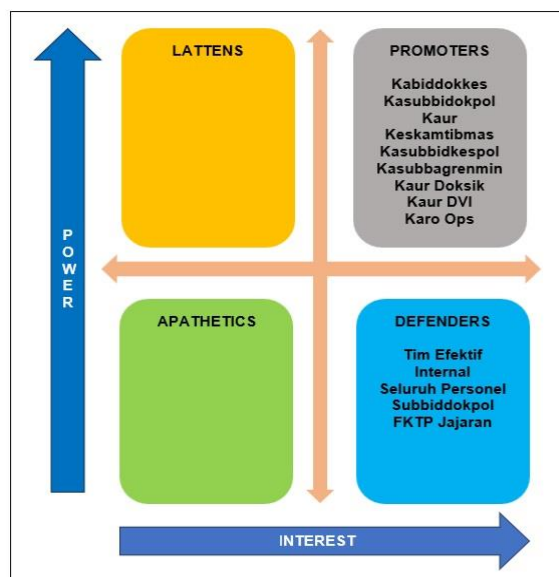 LATTENS
PROMOTERS
Kabiddokkes
Kasubbidokpol
Kaur
Keskamtibmas
Kasubbidkespol
Kasubbagrenmin
Kaur Doksik
Kaur DVI
Karo Ops
POWER
APATHETICS
DEFENDERS
Tim Efektif
Internal
Seluruh Personel
Subbiddokpol
FKTP Jajaran
INTEREST